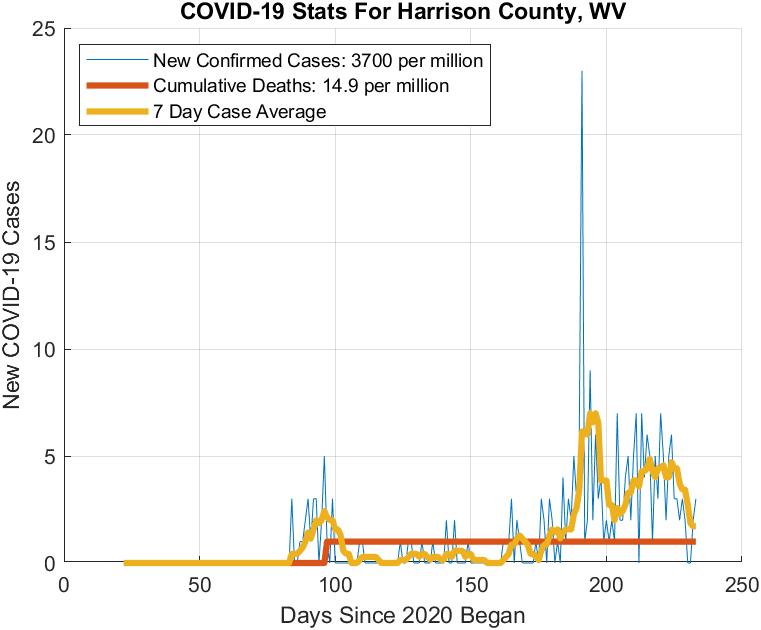 COVID-19 Stats For Harrison County, WV
25
New Confirmed Cases: 3700 per million
Cumulative Deaths: 14.9 per million
7 Day Case Average
20
15
10
5
0
New COVID-19 Cases
0 50 100 150 200 250
Days Since 2020 Began